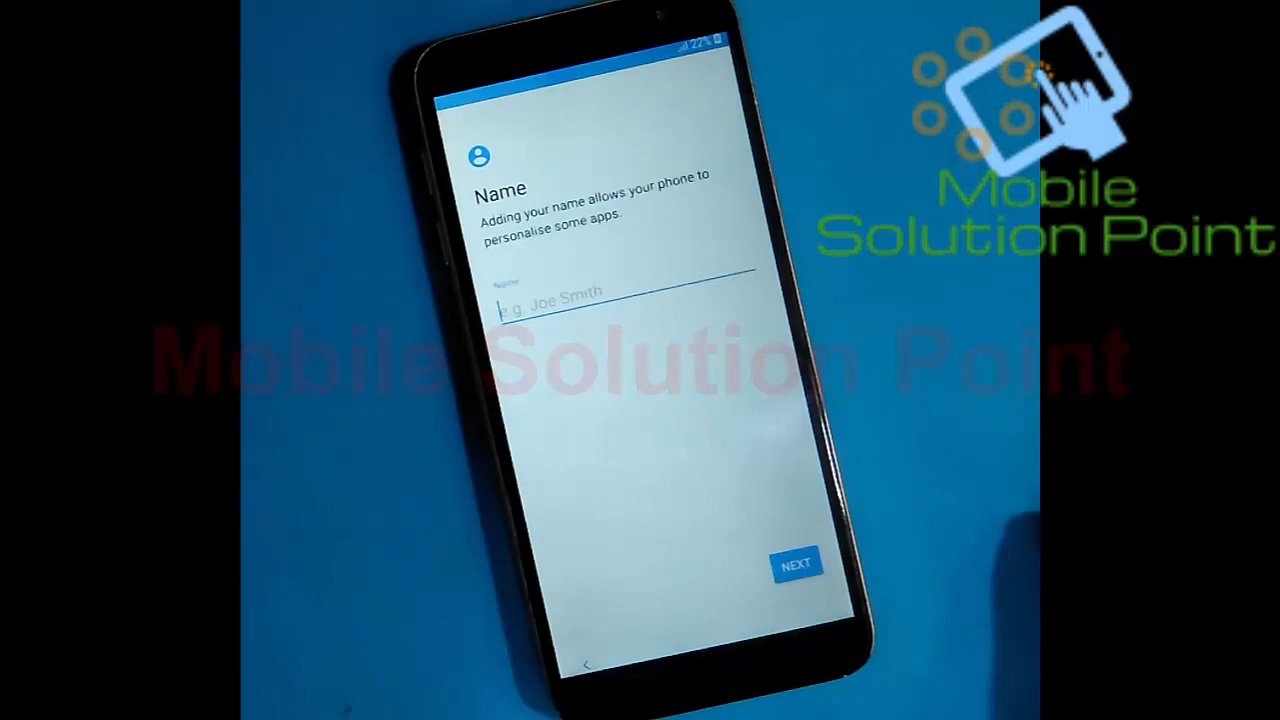 22%
Name
Adding your name allows your phone to
personalise some apps.
Name
e.g. Joe Smith
NEXT
Mobile
Solution Point
Mobile Solution Point